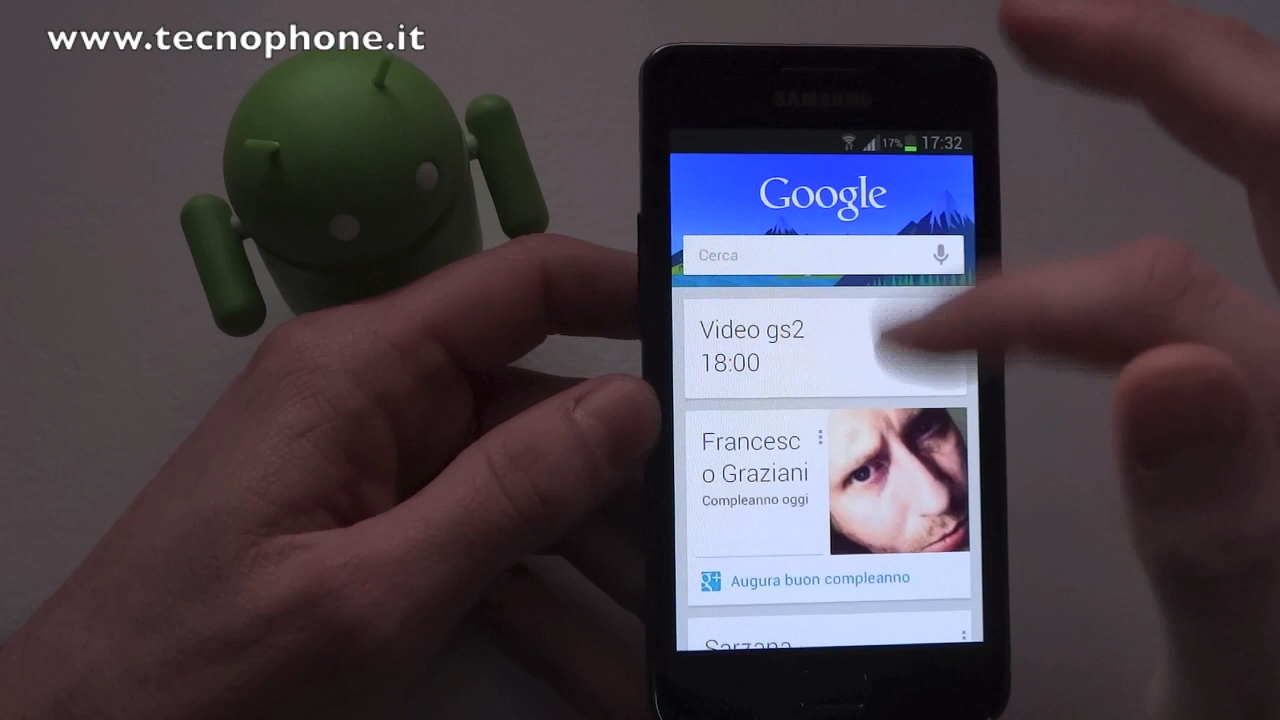 www.tecnophone.it
SAMSUNG
17% 17:32
Google
Cerca
Video gs2
18:00
Francesc
o Graziani
Compleanno oggi
g+ Augura buon compleanno
Sarzana